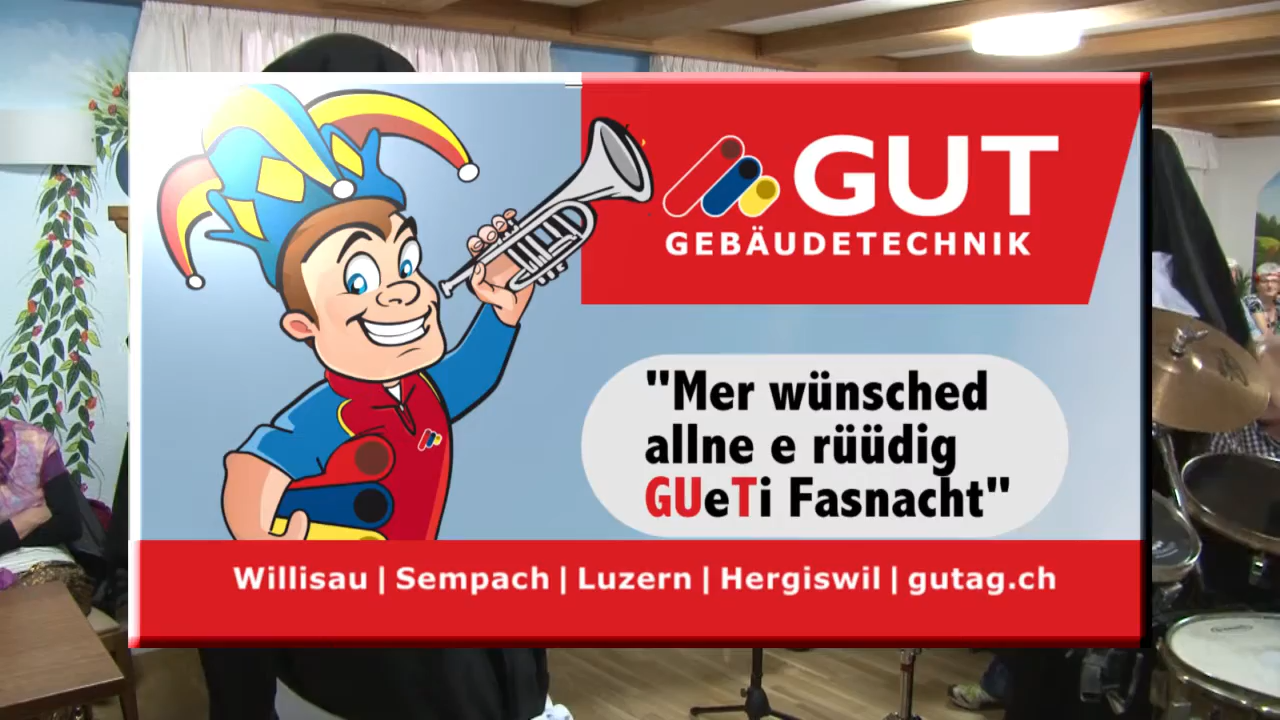 GUT
GEBÄUDETECHNIK
"Mer wünsched
allne e rüüdig
GUeTi Fasnacht"
Willisau | Sempach | Luzern | Hergiswil | gutag.ch